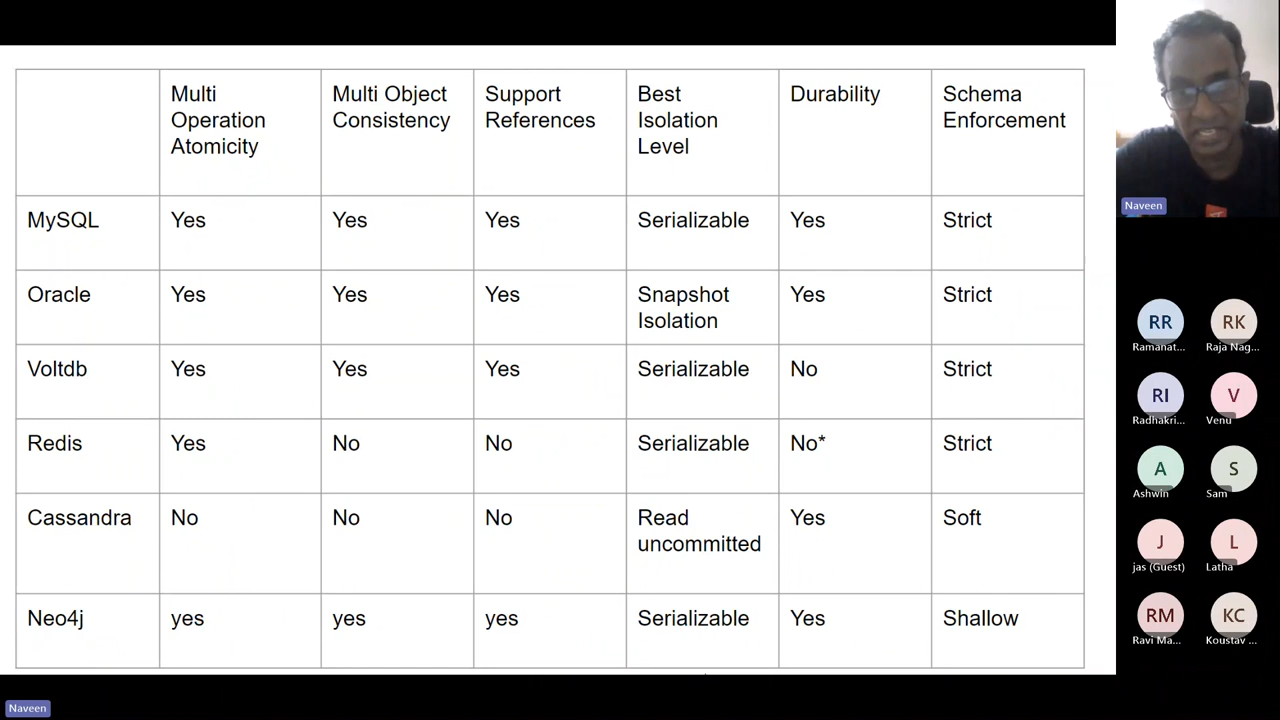 Multi
Operation
Atomicity
Multi Object
Consistency
Support
References
Best
Isolation
Level
Durability
Schema
Enforcement
MySQL
Yes
Yes
Yes
Serializable
Yes
Strict
Oracle
Yes
Yes
Yes
Snapshot
Isolation
Yes
Strict
Voltdb
Yes
Yes
Yes
Serializable
No
Strict
Redis
Yes
No
No
Serializable
No*
Strict
Cassandra
No
No
No
Read
uncommitted
Yes
Soft
Neo4j
yes
yes
yes
Serializable
Yes
Shallow
Naveen
RR
RK
Ramanat...
Raja Nag...
RI
V
Radhakri...
Venu
A
S
Ashwin
Sam
J
L
jas (Guest)
Latha
RM
KC
Ravi Ma...
Koustav ...
Naveen